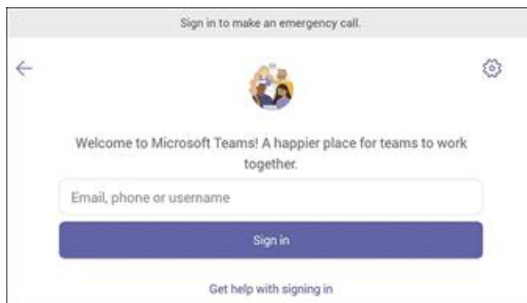 Sign in to make an emergency call.
Welcome to Microsoft Teams! A happier place for teams to work
together.
Email, phone or username
Sign in
Get help with signing in